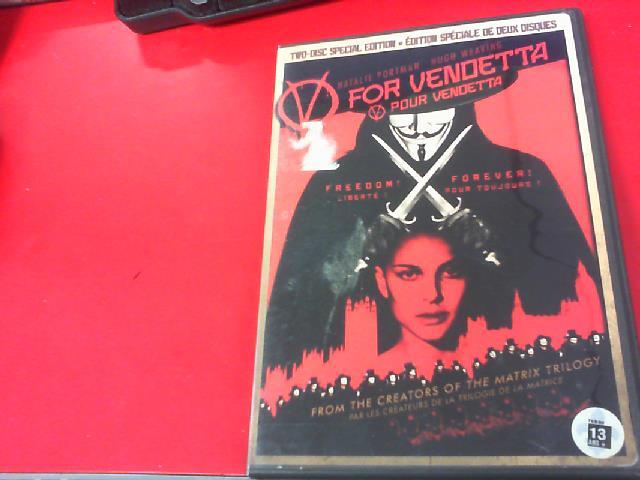 TWO-DISC SPECIAL EDITION • ÉDITION SPÉCIALE DE DEUX DISQUES
NATALIE PORTMAN HUGO WEAVING
V FOR VENDETTA
V POUR VENDETTA
FREEDOM! FOREVER!
LIBERTÉ! POUR TOUJOURS!
FROM THE CREATORS OF THE MATRIX TRILOGY
PAR LES CRÉATEURS DE LA TRILOGIE DE LA MATRICE
13
ANS +